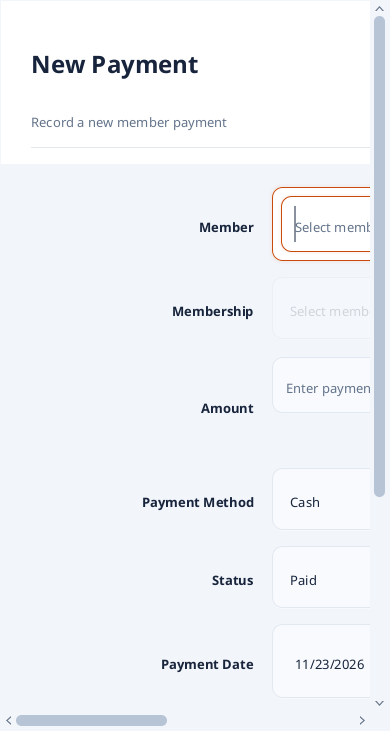 New Payment
Record a new member payment
Member
Select memb
Membership
Select memb
Amount
Enter paymen
Payment Method
Cash
Status
Paid
Payment Date
11/23/2026